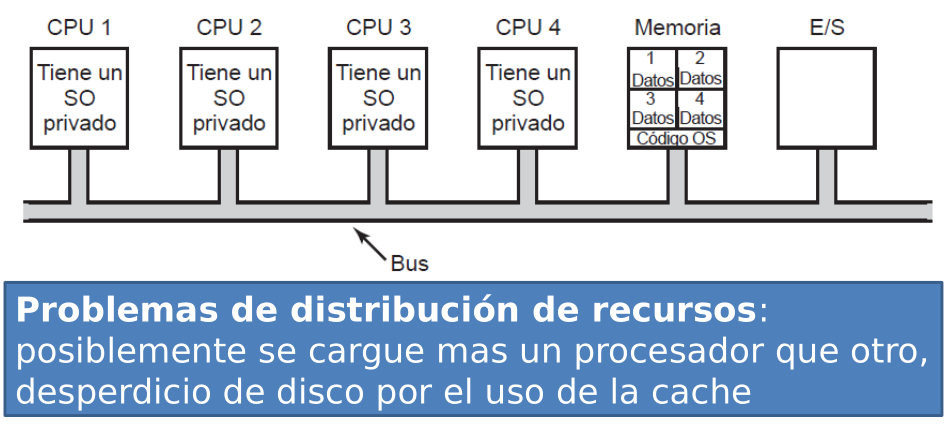 CPU 1 CPU 2 CPU 3 CPU 4 Memoria E/S
Tiene un SO privado
Tiene un SO privado
Tiene un SO privado
Tiene un SO privado
1 2
Datos Datos
3 4
Datos Datos
Código OS
Bus
Problemas de distribución de recursos:
posiblemente se cargue mas un procesador que otro,
desperdicio de disco por el uso de la cache